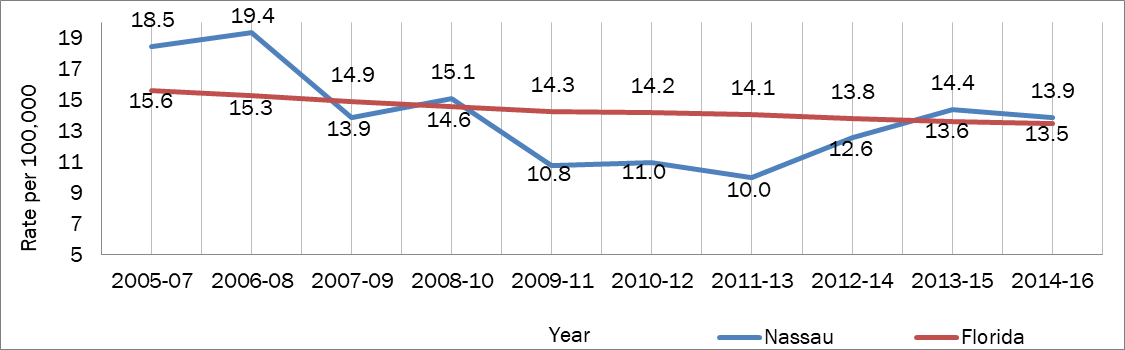 18.5 19.4 14.9 15.1 14.3 14.2 14.1 13.8 14.4 13.9
15.6 15.3 13.9 14.6 10.8 11.0 10.0 12.6 13.6 13.5
Rate per 100,000
19
17
15
13
11
9
7
5
2005-07 2006-08 2007-09 2008-10 2009-11 2010-12 2011-13 2012-14 2013-15 2014-16
Year Nassau Florida